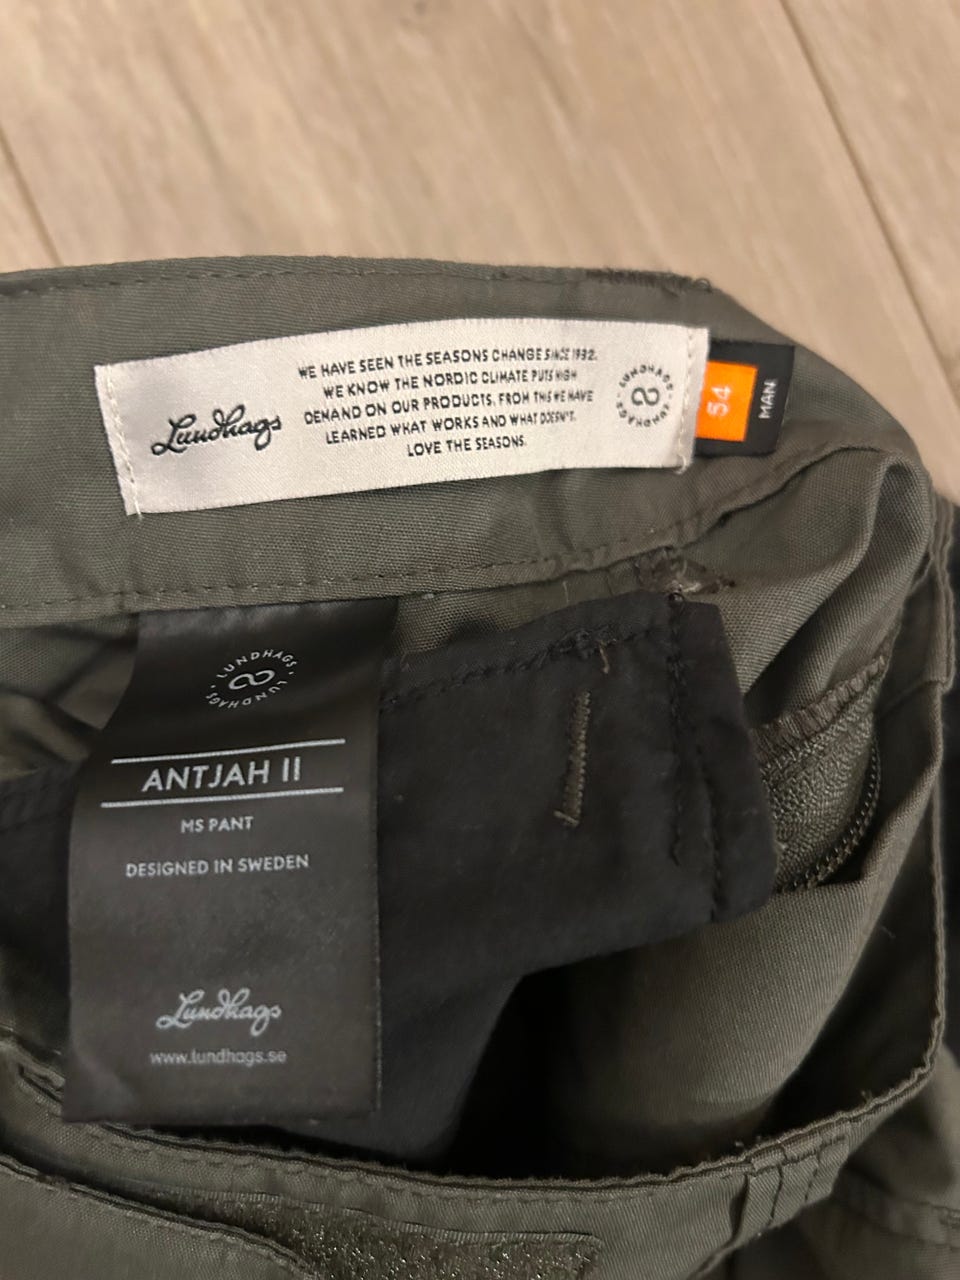 Lundhags
WE HAVE SEEN THE SEASONS CHANGE SINCE 1932.
WE KNOW THE NORDIC CLIMATE PUTS HIGH
DEMAND ON OUR PRODUCTS. FROM THIS WE HAVE
LEARNED WHAT WORKS AND WHAT DOESN'T.
LOVE THE SEASONS.
LUNDHAGS · LUNDHAGS ·
54
MAN
LUNDHAGS · LUNDHAGS ·
ANTJAH II
MS PANT
DESIGNED IN SWEDEN
Lundhags
www.lundhags.se